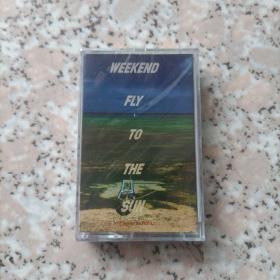 WEEKEND
FLY
TO
THE
SUN